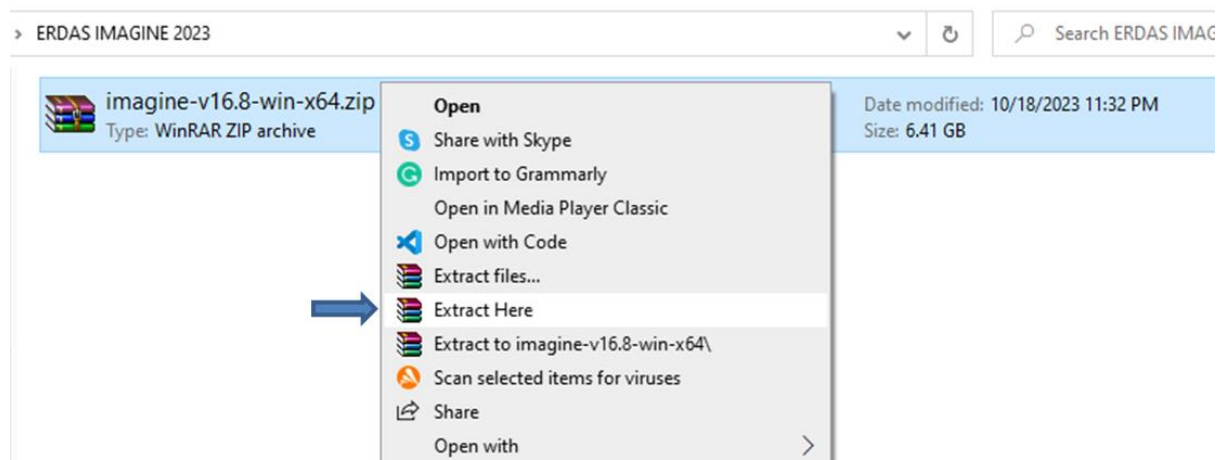 > ERDAS IMAGINE 2023
Search ERDAS IMAG
imagine-v16.8-win-x64.zip
Type: WinRAR ZIP archive
Date modified: 10/18/2023 11:32 PM
Size: 6.41 GB
Open
Share with Skype
Import to Grammarly
Open in Media Player Classic
Open with Code
Extract files...
Extract Here
Extract to imagine-v16.8-win-x64\
Scan selected items for viruses
Share
Open with